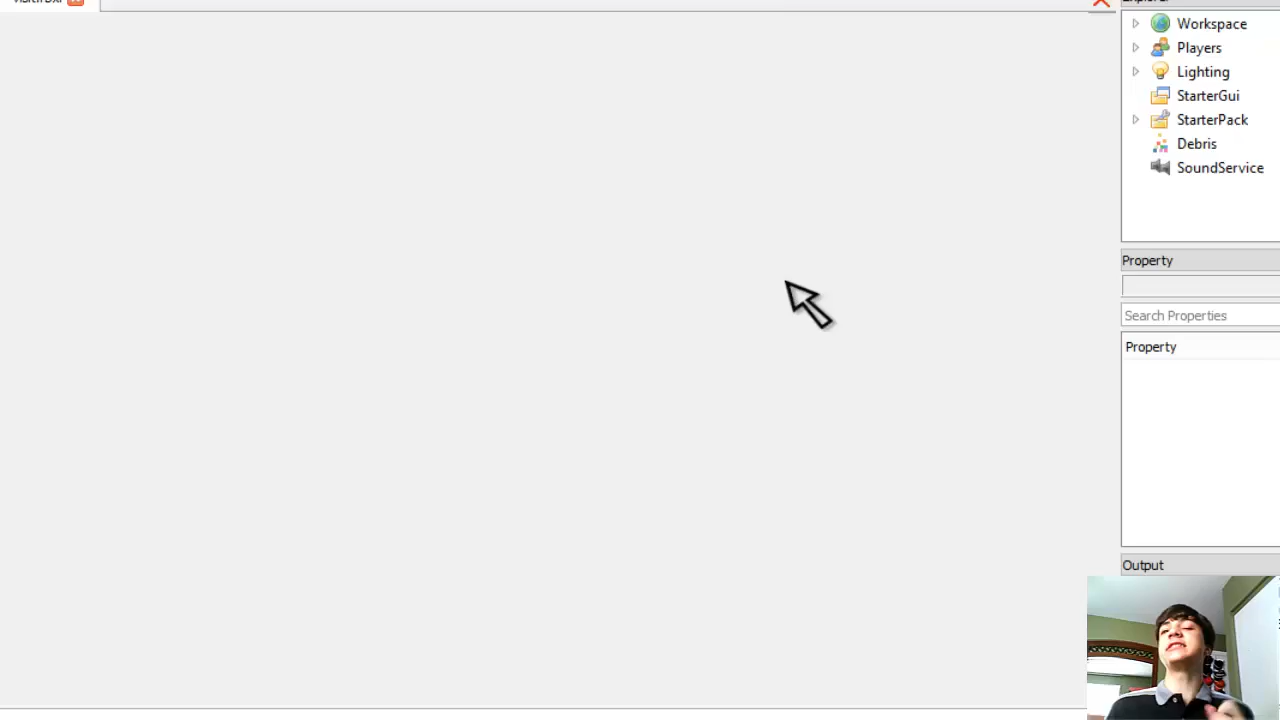 Workspace
Players
Lighting
StarterGui
StarterPack
Debris
SoundService
Property
Search Properties
Property
Output